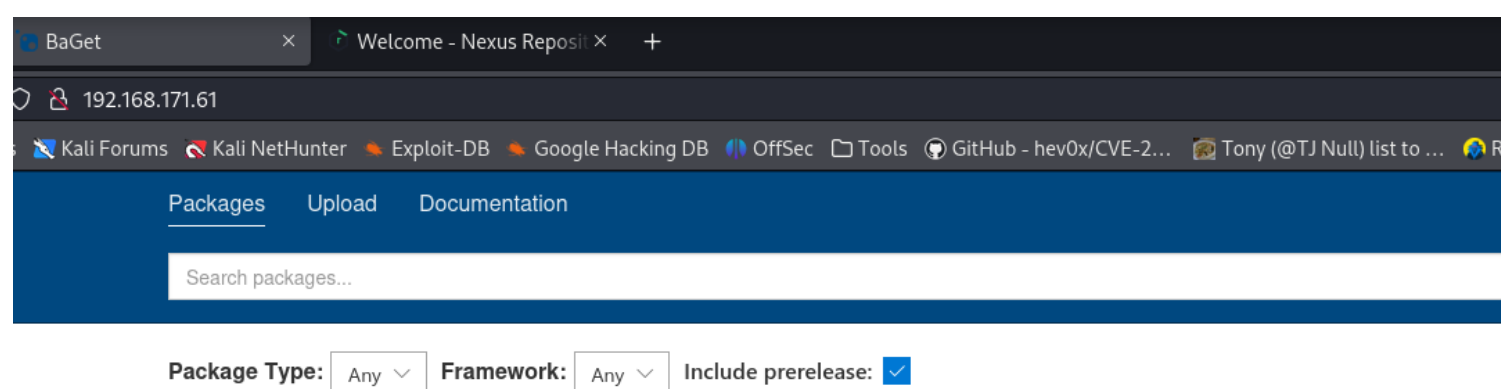 BaGet Welcome - Nexus Reposit
192.168.171.61
Kali Forums Kali NetHunter Exploit-DB Google Hacking DB OffSec Tools GitHub - hev0x/CVE-2... Tony (@TJ Null) list to ... R
Packages Upload Documentation
Search packages...
Package Type: Any Framework: Any Include prerelease: